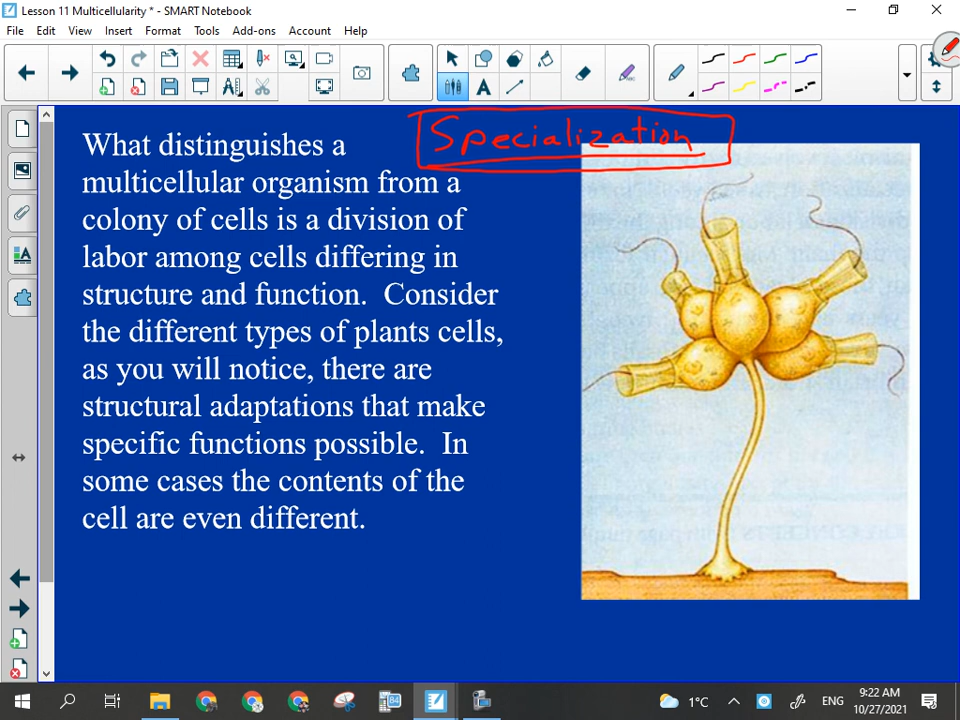 Lesson 11 Multicellularity * - SMART Notebook
File Edit View Insert Format Tools Add-ons Account Help
Specialization
What distinguishes a
multicellular organism from a
colony of cells is a division of
labor among cells differing in
structure and function. Consider
the different types of plants cells,
as you will notice, there are
structural adaptations that make
specific functions possible. In
some cases the contents of the
cell are even different.
1°C
ENG
9:22 AM
10/27/2021